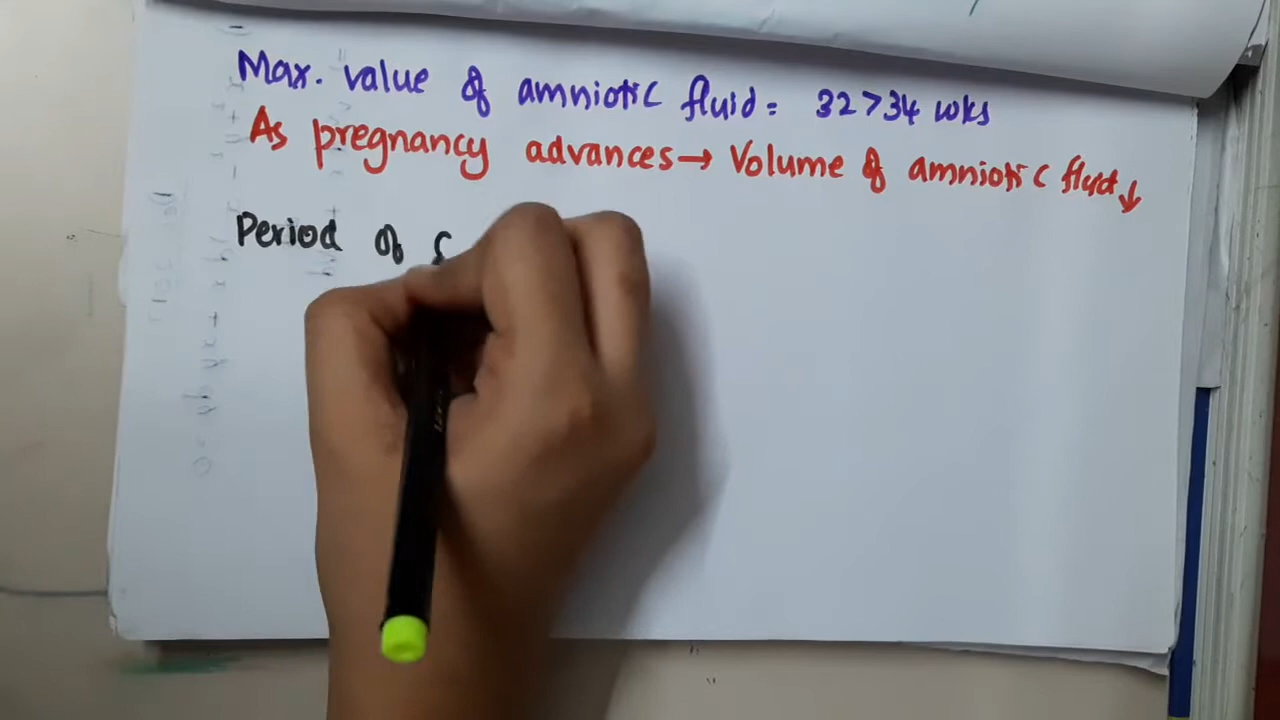 Max. value of amniotic fluid = 32 > 34 wks
As pregnancy advances → Volume of amniotic fluid ↓
Period of